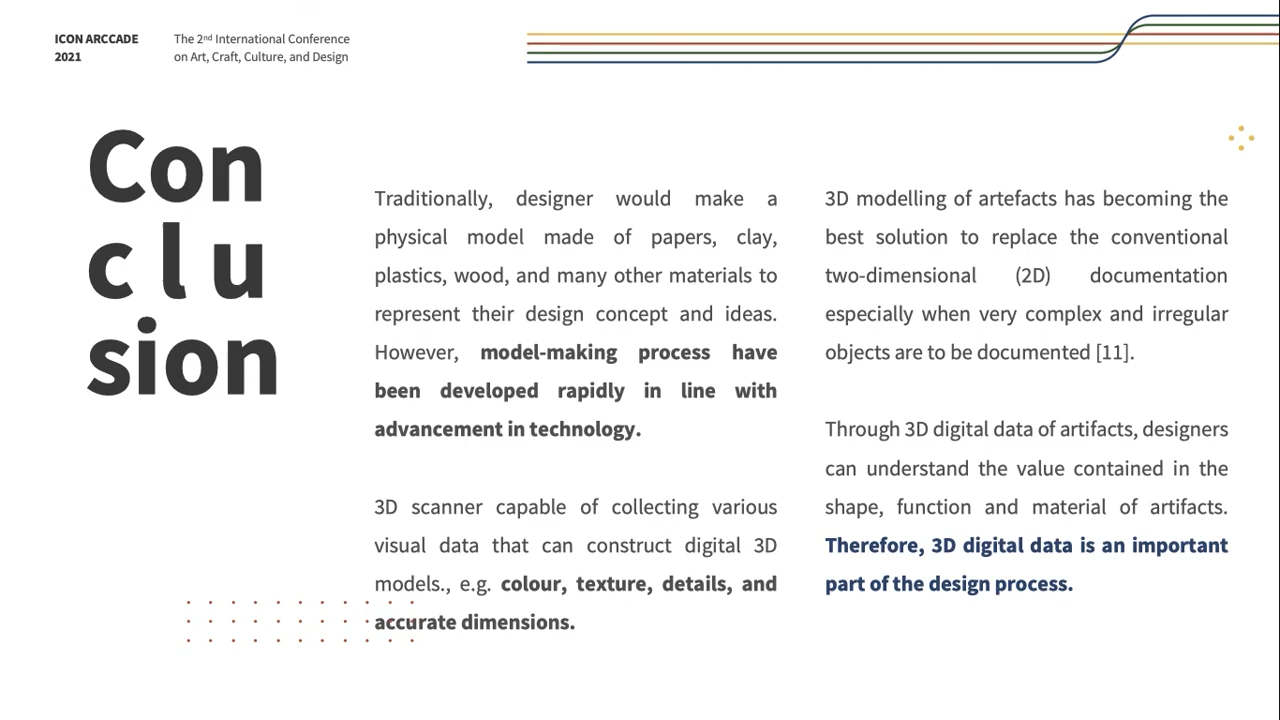 ICON ARCCADE
2021
The 2nd International Conference
on Art, Craft, Culture, and Design
Con
clu
sion
Traditionally, designer would make a
physical model made of papers, clay,
plastics, wood, and many other materials to
represent their design concept and ideas.
However, model-making process have
been developed rapidly in line with
advancement in technology.
3D scanner capable of collecting various
visual data that can construct digital 3D
models., e.g. colour, texture, details, and
accurate dimensions.
3D modelling of artefacts has becoming the
best solution to replace the conventional
two-dimensional (2D) documentation
especially when very complex and irregular
objects are to be documented [11].
Through 3D digital data of artifacts, designers
can understand the value contained in the
shape, function and material of artifacts.
Therefore, 3D digital data is an important
part of the design process.